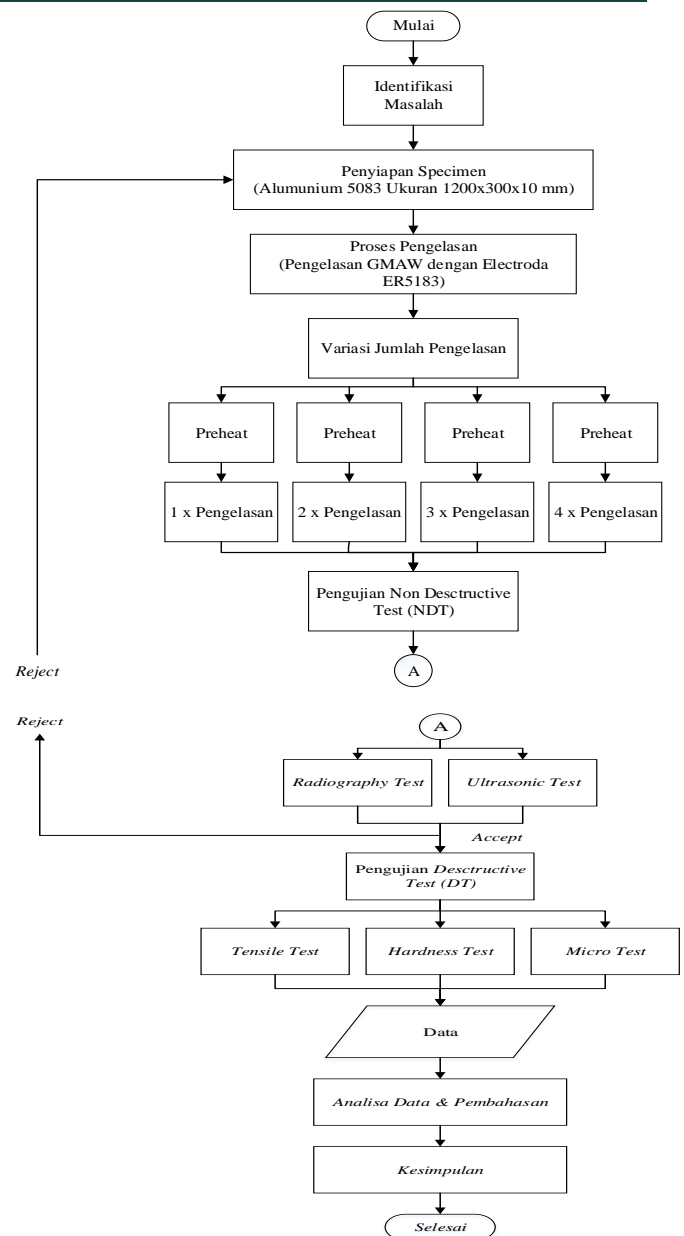 Mulai
Identifikasi
Masalah
Penyiapan Specimen
(Alumunium 5083 Ukuran 1200x300x10 mm)
Proses Pengelasan
(Pengelasan GMAW dengan Electroda
ER5183)
Variasi Jumlah Pengelasan
Preheat
Preheat
Preheat
Preheat
1 x Pengelasan
2 x Pengelasan
3 x Pengelasan
4 x Pengelasan
Pengujian Non Desctructive
Test (NDT)
A
Reject
Reject
A
Radiography Test
Ultrasonic Test
Accept
Pengujian Desctructive
Test (DT)
Tensile Test
Hardness Test
Micro Test
Data
Analisa Data & Pembahasan
Kesimpulan
Selesai